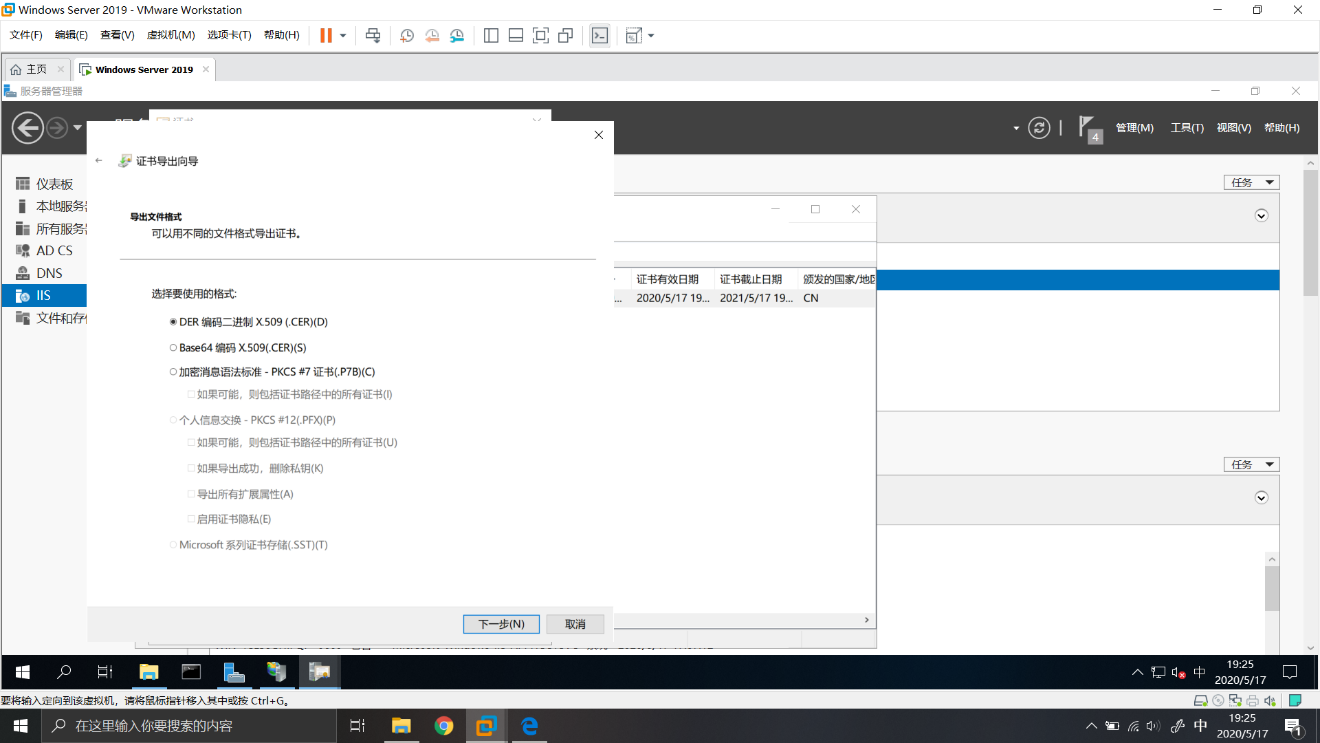 Windows Server 2019 - VMware Workstation
文件(F) 编辑(E) 查看(V) 虚拟机(M) 选项卡(T) 帮助(H)
主页 Windows Server 2019
服务器管理器
证书
4 管理(M) 工具(T) 视图(V) 帮助(H)
证书导出向导
仪表板
本地服务器
所有服务器
AD CS
DNS
IIS
文件和存储
任务
导出文件格式
可以用不同的文件格式导出证书。
选择要使用的格式:
DER 编码二进制 X.509 (.CER)(D)
Base64 编码 X.509(.CER)(S)
加密消息语法标准 - PKCS #7 证书(.P7B)(C)
如果可能，则包括证书路径中的所有证书(I)
个人信息交换 - PKCS #12(.PFX)(P)
如果可能，则包括证书路径中的所有证书(U)
如果导出成功，删除私钥(K)
导出所有扩展属性(A)
启用证书隐私(E)
Microsoft 系列证书存储(.SST)(T)
下一步(N) 取消
证书有效日期 证书截止日期 颁发的国家/地区
... 2020/5/17 19... 2021/5/17 19... CN
任务
中 19:25
2020/5/17
要将输入定向到该虚拟机，请将鼠标指针移入其中或按 Ctrl+G。
在这里输入你要搜索的内容
中 19:25
2020/5/17
1